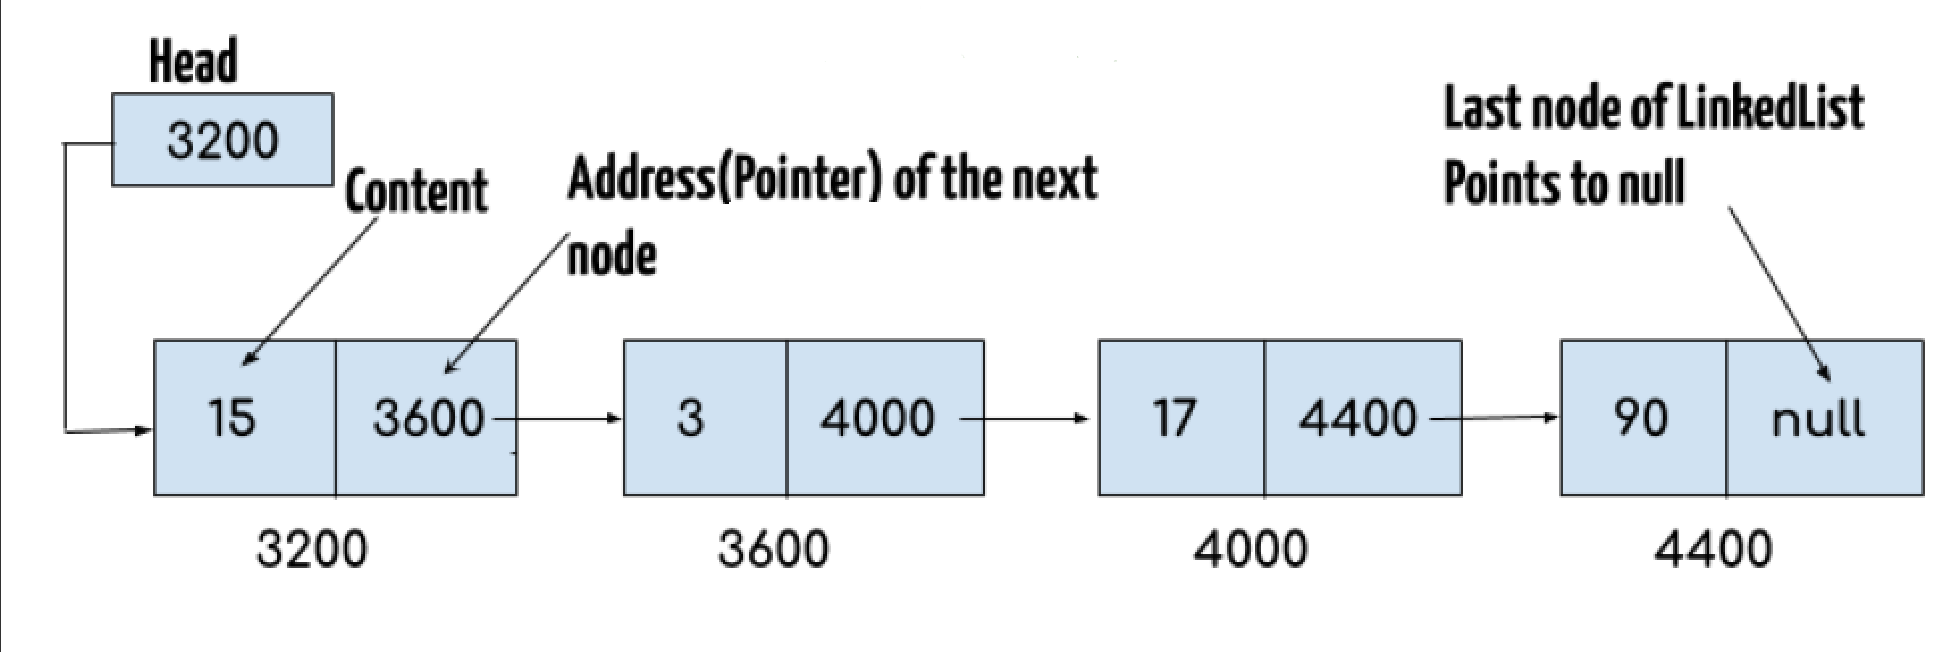 Head
3200
Content
Address(Pointer) of the next
node
Last node of LinkedList
Points to null
15 3600 3 4000 17 4400 90 null
3200 3600 4000 4400